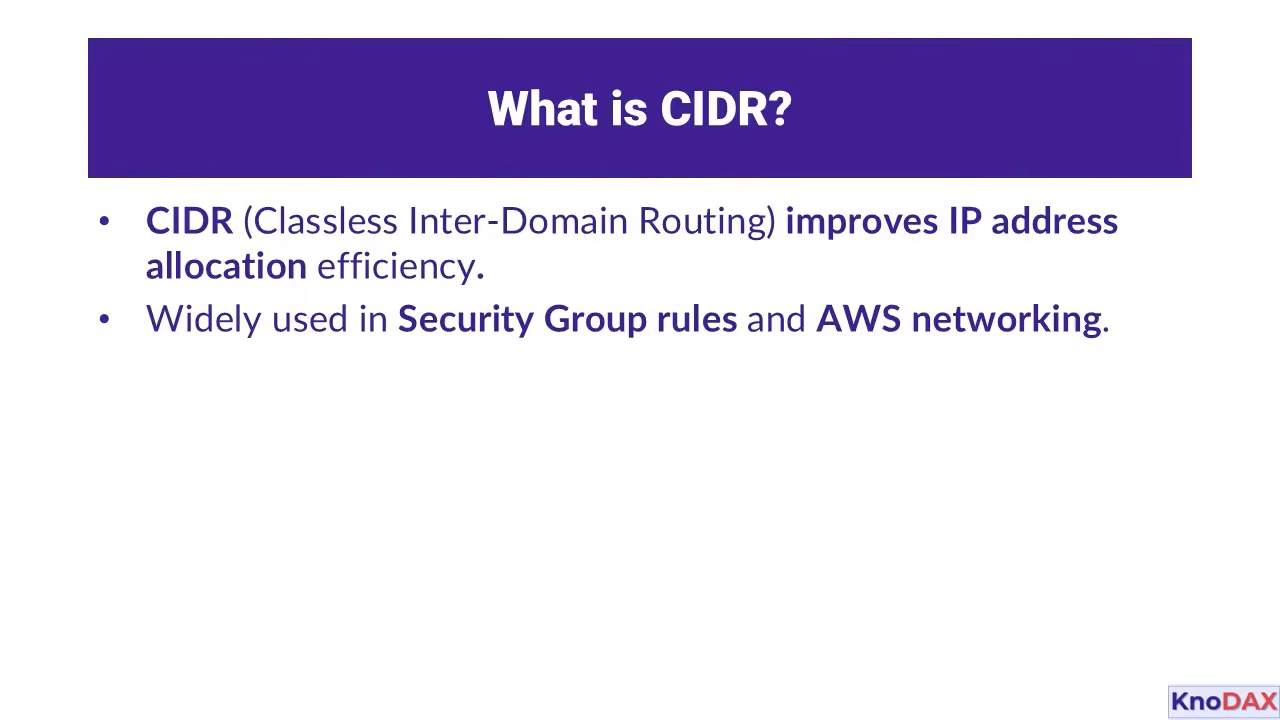 What is CIDR?
• CIDR (Classless Inter-Domain Routing) improves IP address
allocation efficiency.
• Widely used in Security Group rules and AWS networking.
KnoDAX